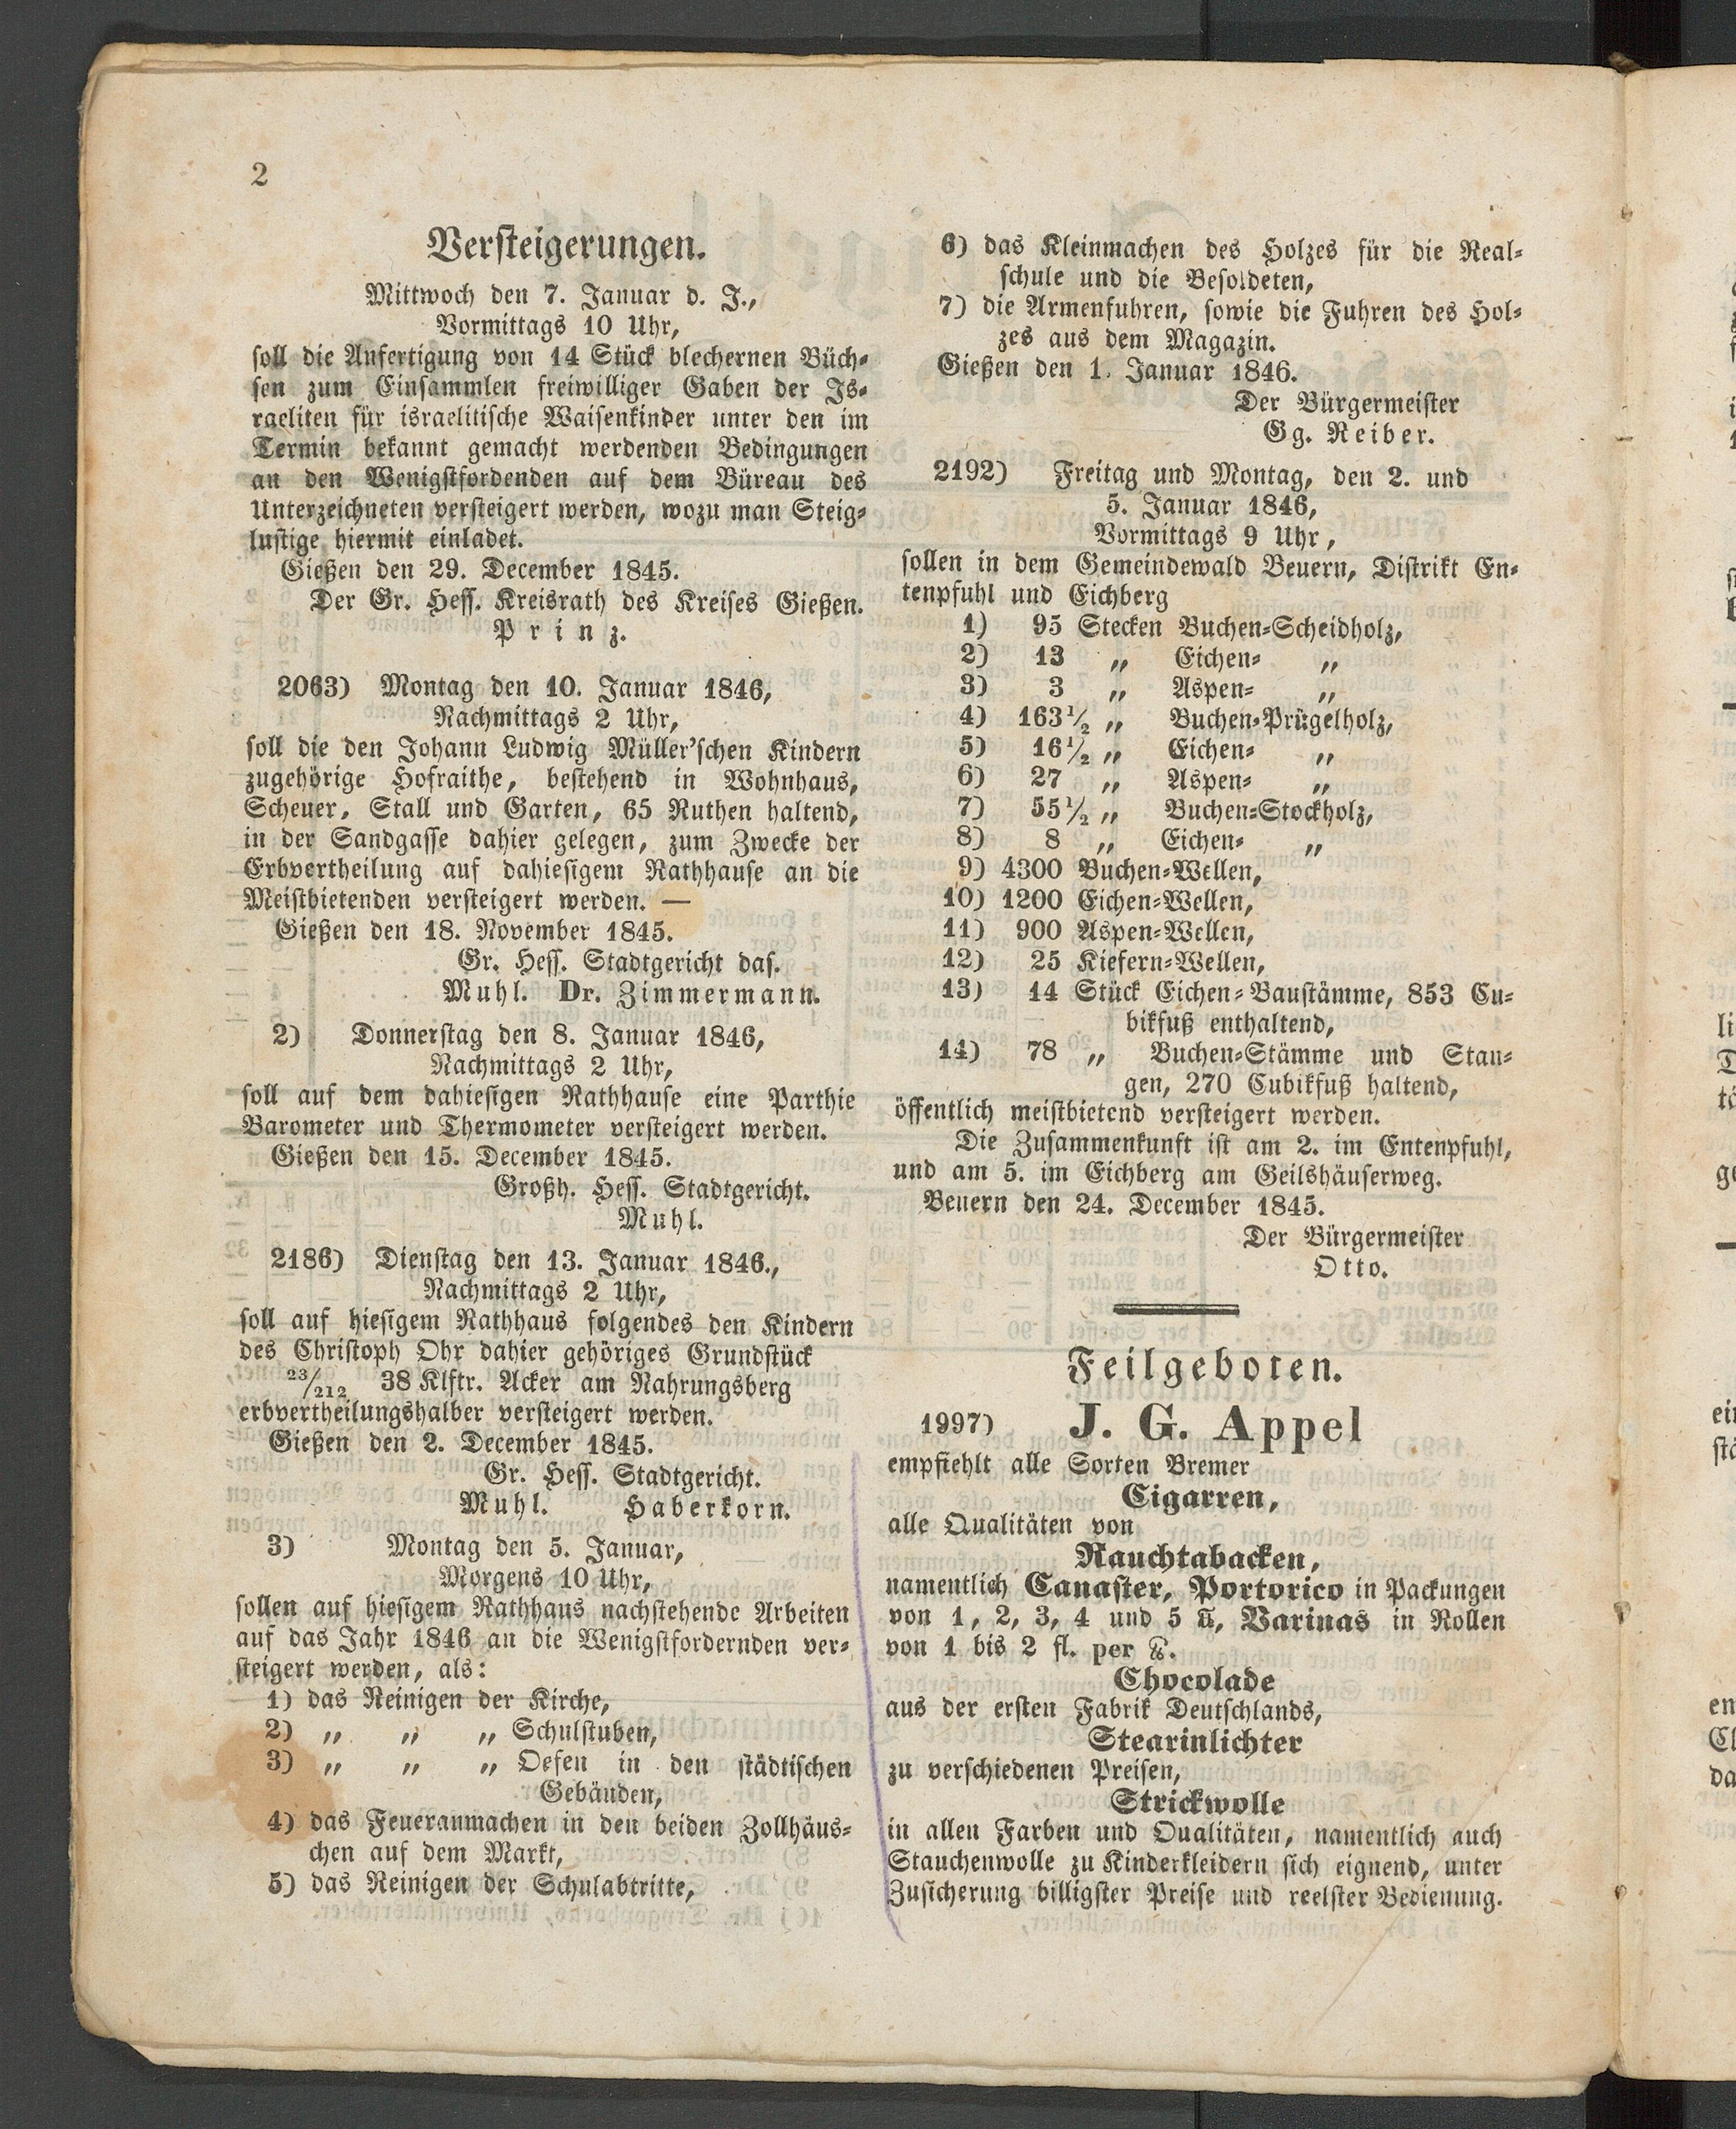 2
Versteigerungen.
Mittwoch den 7. Januar d. J.,
Vormittags 10 Uhr,
soll die Anfertigung von 14 Stück blechernen Büch-
sen zum Einsammlen freiwilliger Gaben der Is-
raeliten für israelitische Waisenkinder unter den im
Termin bekannt gemacht werdenden Bedingungen
an den Wenigstfordenden auf dem Büreau des
Unterzeichneten versteigert werden, wozu man Steig-
lustige hiermit einladet.
Gießen den 29. December 1845.
Der Gr. Hess. Kreisrath des Kreises Gießen.
Prinz.
2063) Montag den 10. Januar 1846,
Nachmittags 2 Uhr,
soll die den Johann Ludwig Müller'schen Kindern
zugehörige Hofraithe, bestehend in Wohnhaus,
Scheuer, Stall und Garten, 65 Ruthen haltend,
in der Sandgasse dahier gelegen, zum Zwecke der
Erbvertheilung auf dahiesigem Rathhause an die
Meistbietenden versteigert werden. —
Gießen den 18. November 1845.
Gr. Hess. Stadtgericht das.
Muhl. Dr. Zimmermann.
2) Donnerstag den 8. Januar 1846,
Nachmittags 2 Uhr,
soll auf dem dahiesigen Rathhause eine Parthie
Barometer und Thermometer versteigert werden.
Gießen den 15. December 1845.
Großh. Hess. Stadtgericht.
Muhl.
2186) Dienstag den 13. Januar 1846.,
Nachmittags 2 Uhr,
soll auf hiesigem Rathhaus folgendes den Kindern
des Christoph Ohr dahier gehöriges Grundstück
23/212 38 Klftr. Acker am Nahrungsberg
erbvertheilungshalber versteigert werden.
Gießen den 2. December 1845.
Gr. Hess. Stadtgericht.
Muhl. Haberkorn.
3) Montag den 5. Januar,
Morgens 10 Uhr,
sollen auf hiesigem Rathhaus nachstehende Arbeiten
auf das Jahr 1846 an die Wenigstfordernden ver-
steigert werden, als:
1) das Reinigen der Kirche,
2) „ „ „ Schulstuben,
3) „ „ „ Oefen in den städtischen
Gebäuden,
4) das Feueranmachen in den beiden Zollhäus-
chen auf dem Markt,
5) das Reinigen der Schulabtritte,
6) das Kleinmachen des Holzes für die Real-
schule und die Besoldeten,
7) die Armenfuhren, sowie die Fuhren des Hol-
zes aus dem Magazin.
Gießen den 1. Januar 1846.
Der Bürgermeister
Gg. Reiber.
2192) Freitag und Montag, den 2. und
5. Januar 1846,
Vormittags 9 Uhr,
sollen in dem Gemeindewald Beuern, Distrikt En-
tenpfuhl und Eichberg
1) 95 Stecken Buchen-Scheidholz,
2) 13 „ Eichen- „
3) 3 „ Aspen- „
4) 163½ „ Buchen-Prügelholz,
5) 16½ „ Eichen- „
6) 27 „ Aspen- „
7) 55½ „ Buchen-Stockholz,
8) 8 „ Eichen- „
9) 4300 Buchen-Wellen,
10) 1200 Eichen-Wellen,
11) 900 Aspen-Wellen,
12) 25 Kiefern-Wellen,
13) 14 Stück Eichen-Baustämme, 853 Cu-
bikfuß enthaltend,
14) 78 „ Buchen-Stämme und Stan-
gen, 270 Cubikfuß haltend,
öffentlich meistbietend versteigert werden.
Die Zusammenkunft ist am 2. im Entenpfuhl,
und am 5. im Eichberg am Geilshäuserweg.
Beuern den 24. December 1845.
Der Bürgermeister
Otto.
Feilgeboten.
1997) J. G. Appel
empfiehlt alle Sorten Bremer
Cigarren,
alle Qualitäten von
Rauchtabacken,
namentlich Canaster, Portorico in Packungen
von 1, 2, 3, 4 und 5 ℔, Varinas in Rollen
von 1 bis 2 fl. per ℔.
Chocolade
aus der ersten Fabrik Deutschlands,
Stearinlichter
zu verschiedenen Preisen,
Strickwolle
in allen Farben und Qualitäten, namentlich auch
Stauchenwolle zu Kinderkleidern sich eignend, unter
Zusicherung billigster Preise und reelster Bedienung.